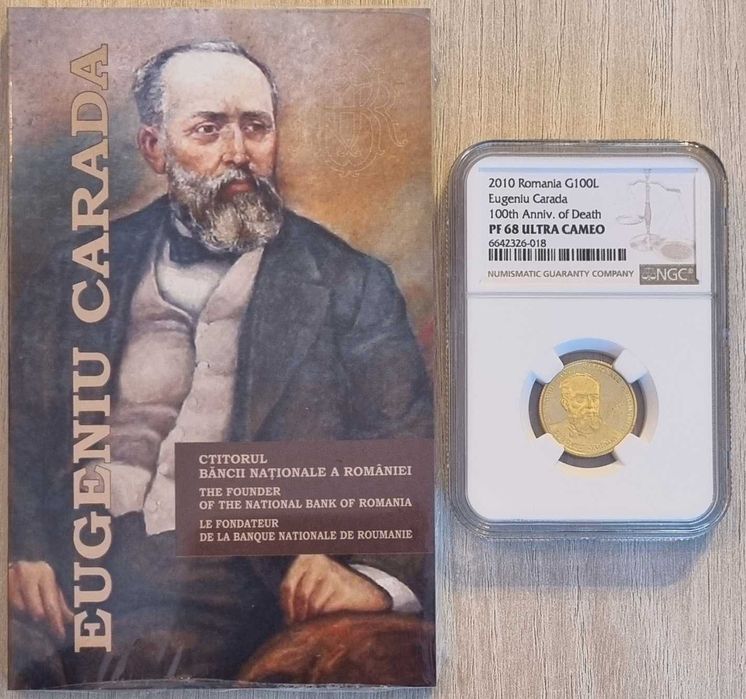 EUGENIU CARADA
CTITORUL
BĂNCII NAȚIONALE A ROMÂNIEI
THE FOUNDER
OF THE NATIONAL BANK OF ROMANIA
LE FONDATEUR
DE LA BANQUE NATIONALE DE ROUMANIE
2010 Romania G100L
Eugeniu Carada
100th Anniv. of Death
PF 68 ULTRA CAMEO
6642326-018
NUMISMATIC GUARANTY COMPANY
NGC®